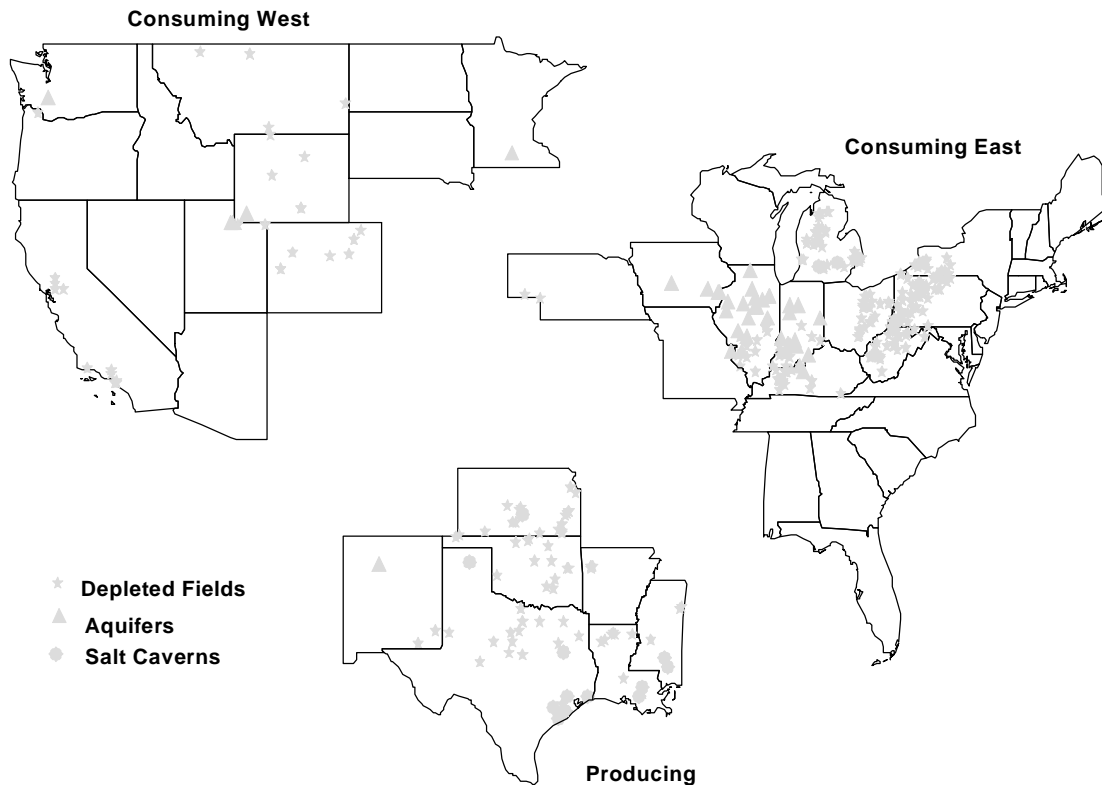 Consuming West
Consuming East
Depleted Fields
Aquifers
Salt Caverns
Producing